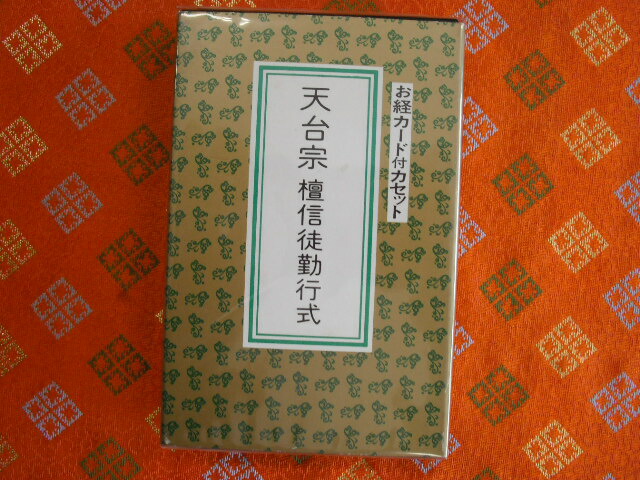 お経カード付カセット
天台宗 檀信徒勤行式